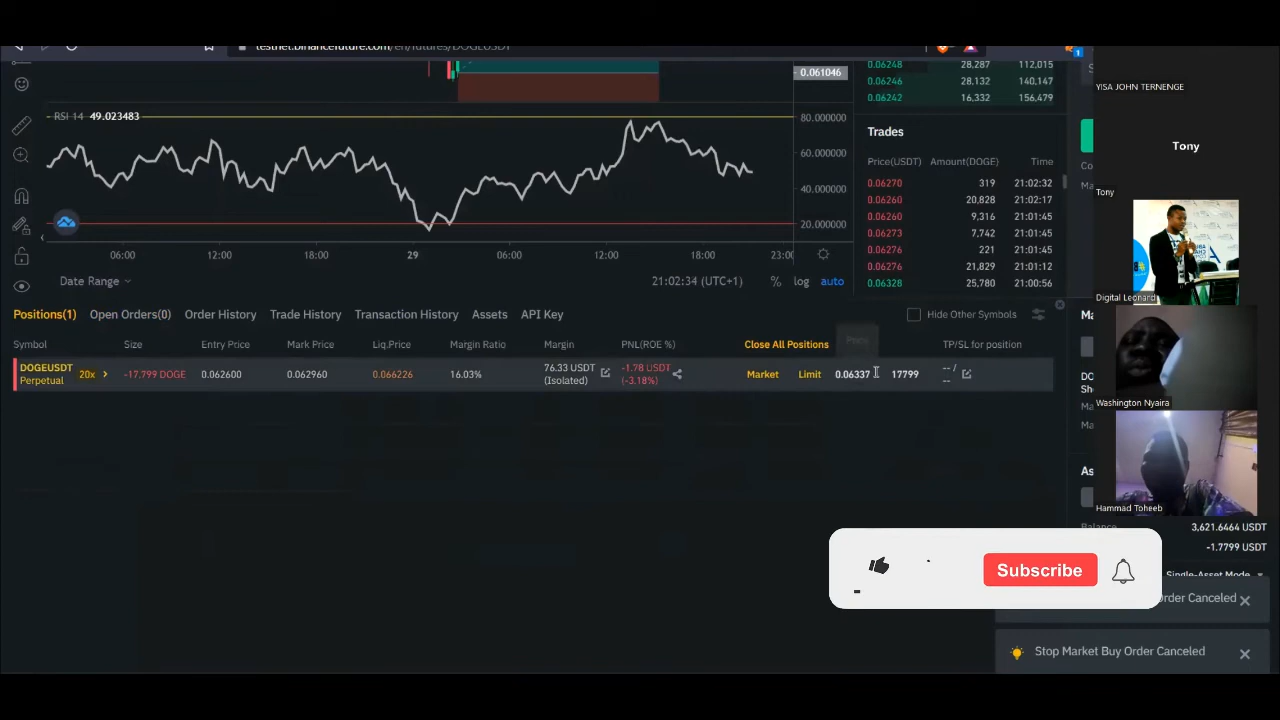 testnet.binancefuture.com/en/futures/DOGEUSDT
1
0.061046
0.06248 28,287 112,015
0.06246 28,132 140,147
0.06242 16,332 156,479
YISA JOHN TERNENGE
RSI 14 49.023483
80.000000
60.000000
40.000000
20.000000
Trades
Price(USDT) Amount(DOGE) Time
0.06270 319 21:02:32
0.06260 20,828 21:02:17
0.06260 9,316 21:01:45
0.06273 7,742 21:01:45
0.06276 221 21:01:45
0.06276 21,829 21:01:12
0.06328 25,780 21:00:56
Tony
Tony
06:00 12:00 18:00 29 06:00 12:00 18:00 23:00
Date Range 21:02:34 (UTC+1) % log auto
Digital Leonard
Positions(1) Open Orders(0) Order History Trade History Transaction History Assets API Key Hide Other Symbols
Symbol Size Entry Price Mark Price Liq.Price Margin Ratio Margin PNL(ROE %) Close All Positions Price TP/SL for position
DOGEUSDT 20x -17,799 DOGE 0.062600 0.062960 0.066226 16.03% 76.33 USDT -1.78 USDT Market Limit 0.06337 17799 -- /
Perpetual (Isolated) (-3.18%) --
Washington Nyaira
Hammad Toheeb
3,621.6464 USDT
-1.7799 USDT
Single-Asset Mode
Subscribe
Order Canceled
Stop Market Buy Order Canceled